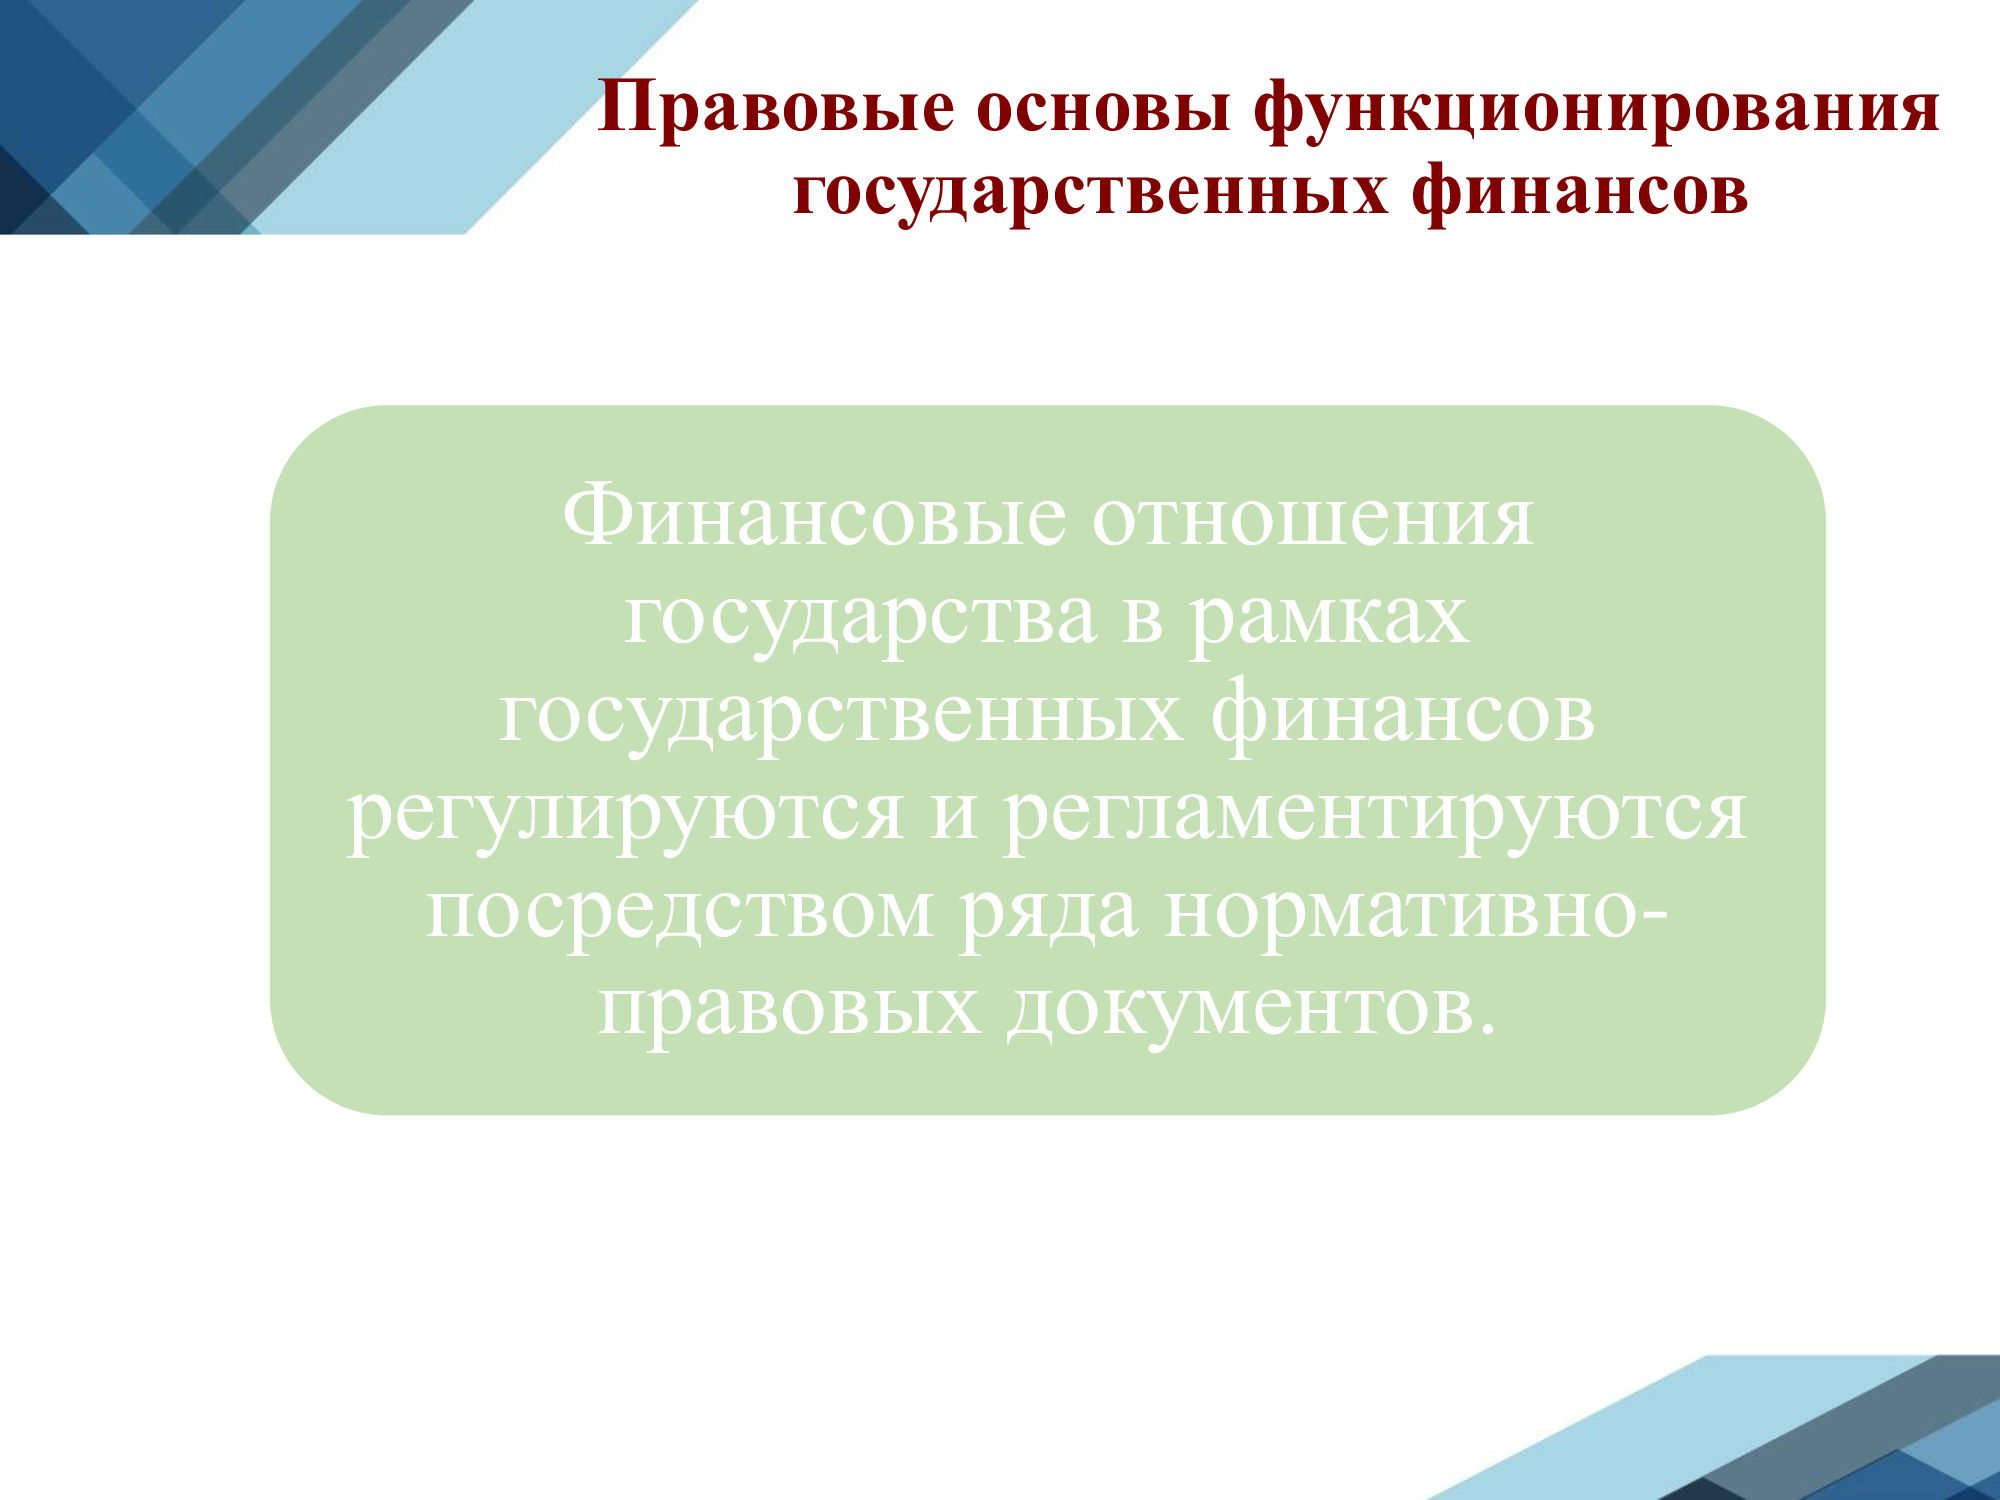 Правовые основы функционирования
государственных финансов
Финансовые отношения
государства в рамках
государственных финансов
регулируются и регламентируются
посредством ряда нормативно-
правовых документов.